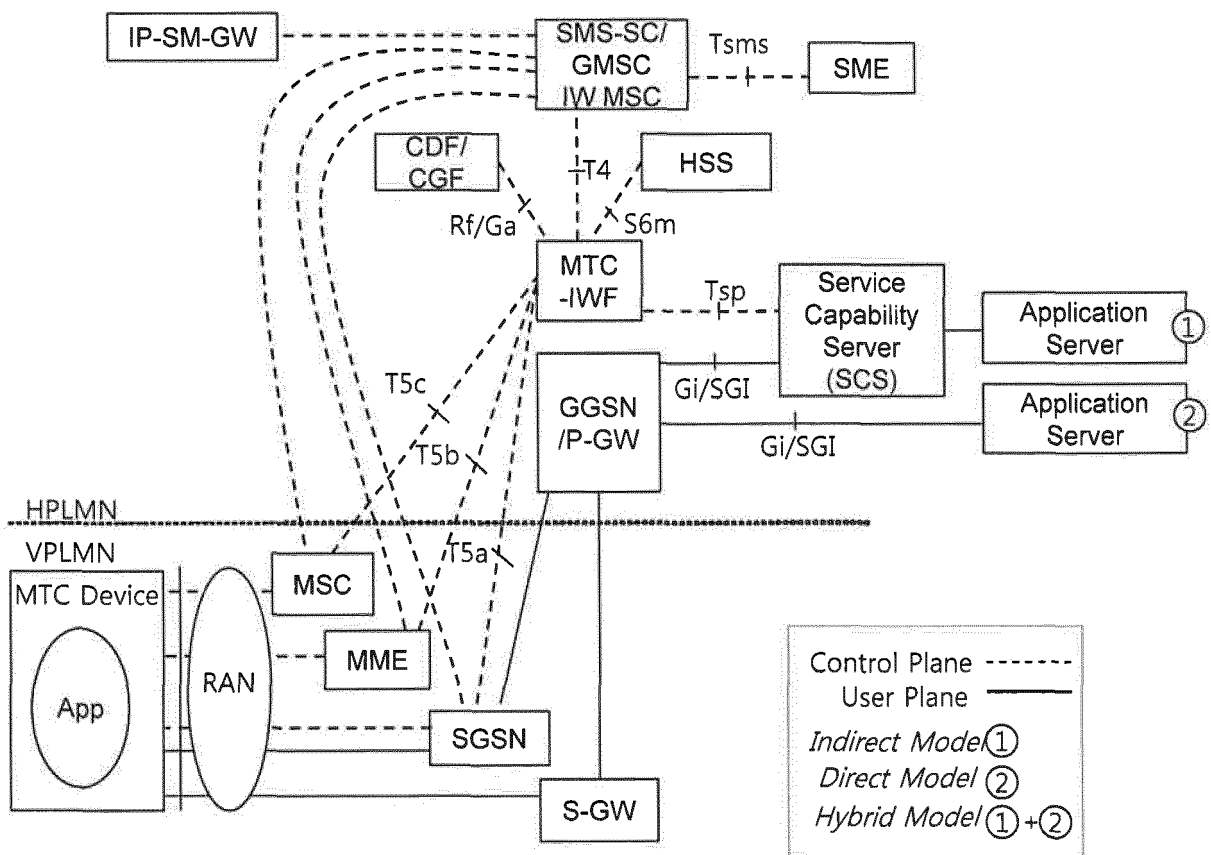 IP-SM-GW
SMS-SC/
GMSC
IW MSC
Tsms
SME
CDF/
CGF
T4
HSS
Rf/Ga
S6m
MTC
-IWF
Tsp
Service
Capability
Server
(SCS)
Application
Server
1
Gi/SGI
GGSN
/P-GW
Application
Server
2
Gi/SGI
T5c
T5b
HPLMN
VPLMN
T5a
MTC Device
MSC
MME
RAN
App
SGSN
S-GW
Control Plane
User Plane
Indirect Model 1
Direct Model 2
Hybrid Model 1 + 2